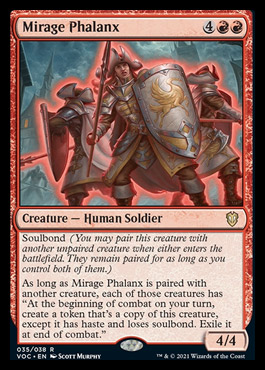 Mirage Phalanx 4
Creature — Human Soldier
Soulbond (You may pair this creature with
another unpaired creature when either enters the
battlefield. They remain paired for as long as you
control both of them.)
As long as Mirage Phalanx is paired with
another creature, each of those creatures has
“At the beginning of combat on your turn,
create a token that’s a copy of this creature,
except it has haste and loses soulbond. Exile it
at end of combat.”
4/4
035/038 R
VOC • EN Scott Murphy
™ & © 2021 Wizards of the Coast